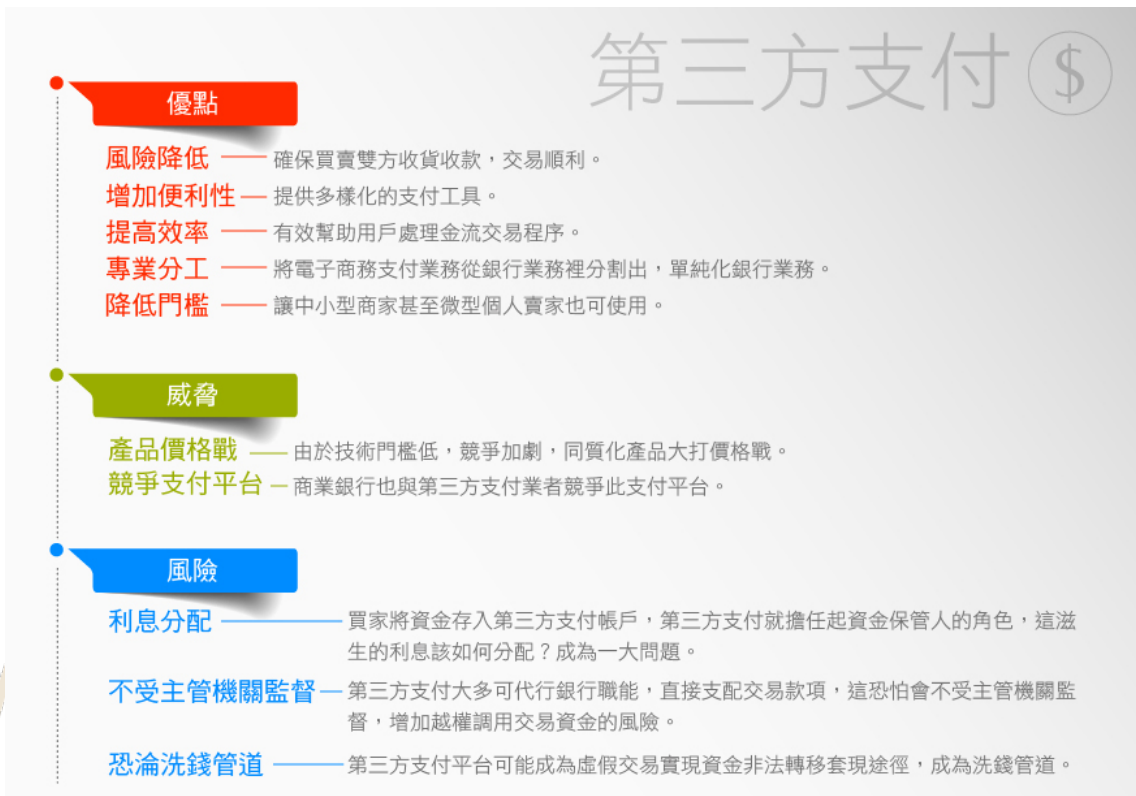 第三方支付 $
優點
風險降低 確保買賣雙方收貨收款，交易順利。
增加便利性 提供多樣化的支付工具。
提高效率 有效幫助用戶處理金流交易程序。
專業分工 將電子商務支付業務從銀行業務裡分割出，單純化銀行業務。
降低門檻 讓中小型商家甚至微型個人賣家也可使用。
威脅
產品價格戰 由於技術門檻低，競爭加劇，同質化產品大打價格戰。
競爭支付平台 商業銀行也與第三方支付業者競爭此支付平台。
風險
利息分配 買家將資金存入第三方支付帳戶，第三方支付就擔任起資金保管人的角色，這滋
生的利息該如何分配？成為一大問題。
不受主管機關監督 第三方支付大多可代行銀行職能，直接支配交易款項，這恐怕會不受主管機關監
督，增加越權調用交易資金的風險。
恐淪洗錢管道 第三方支付平台可能成為虛假交易實現資金非法轉移套現途徑，成為洗錢管道。